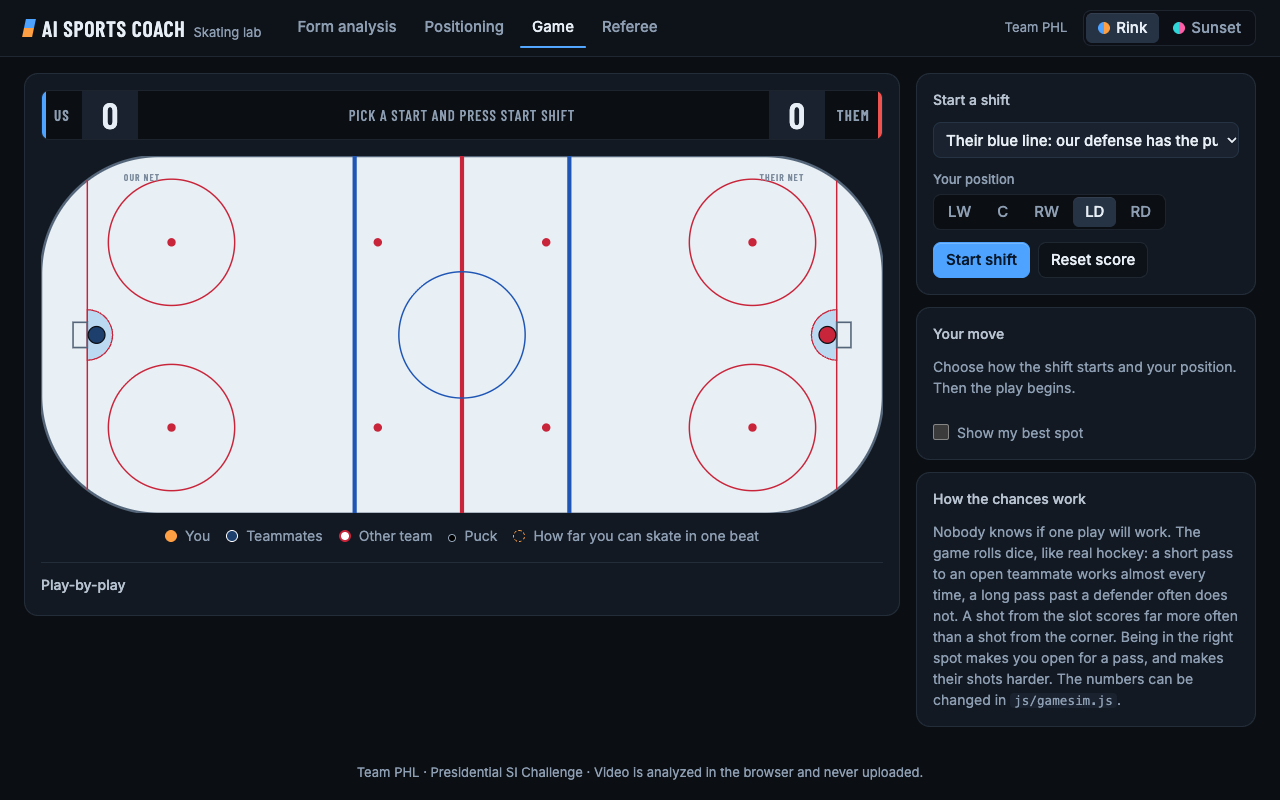 AI SPORTS COACH Skating lab Form analysis Positioning Game Referee Team PHL Rink Sunset
US 0 PICK A START AND PRESS START SHIFT 0 THEM
OUR NET THEIR NET
You Teammates Other team Puck How far you can skate in one beat
Play-by-play
Start a shift
Their blue line: our defense has the pu
Your position
LW C RW LD RD
Start shift Reset score
Your move
Choose how the shift starts and your position.
Then the play begins.
Show my best spot
How the chances work
Nobody knows if one play will work. The
game rolls dice, like real hockey: a short pass
to an open teammate works almost every
time, a long pass past a defender often does
not. A shot from the slot scores far more often
than a shot from the corner. Being in the right
spot makes you open for a pass, and makes
their shots harder. The numbers can be
changed in js/gamesim.js.
Team PHL · Presidential SI Challenge · Video is analyzed in the browser and never uploaded.